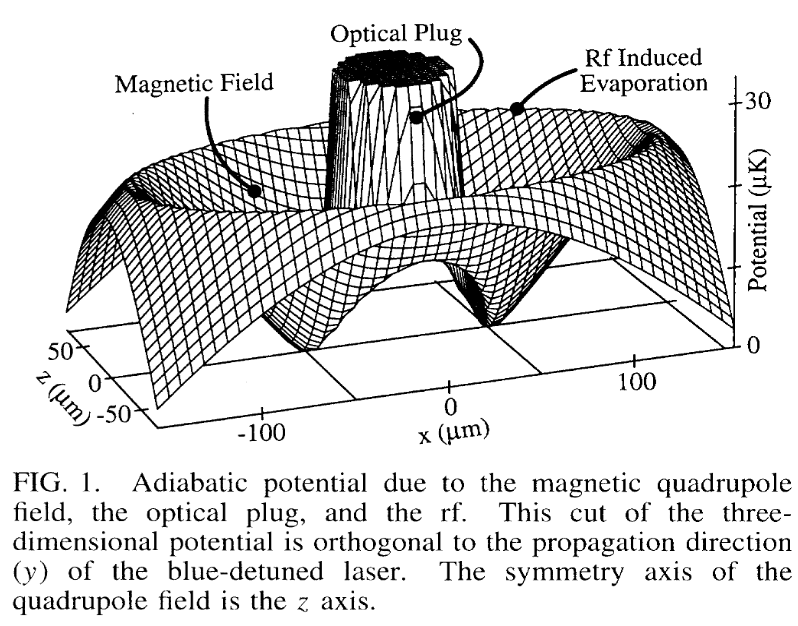 Optical Plug
Rf Induced
Evaporation
Magnetic Field
30
Potential (μK)
0
50
0
-50
z (μm)
-100
0
100
x (μm)
FIG. 1. Adiabatic potential due to the magnetic quadrupole
field, the optical plug, and the rf. This cut of the three-
dimensional potential is orthogonal to the propagation direction
(y) of the blue-detuned laser. The symmetry axis of the
quadrupole field is the z axis.